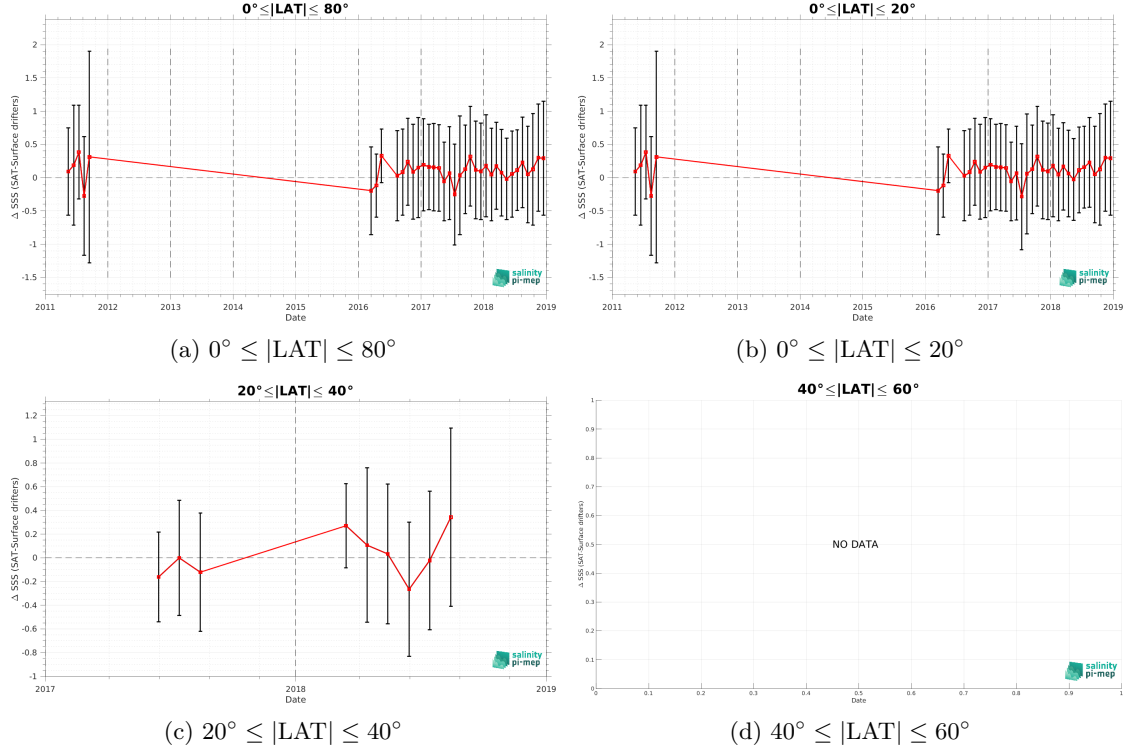 0°≤|LAT|≤ 80°
Δ SSS (SAT-Surface drifters)
2
1.5
1
0.5
0
-0.5
-1
-1.5
2011 2012 2013 2014 2015 2016 2017 2018 2019
Date
salinity
pi-mep
(a) 0° ≤ |LAT| ≤ 80°
0°≤|LAT|≤ 20°
Δ SSS (SAT-Surface drifters)
2
1.5
1
0.5
0
-0.5
-1
-1.5
2011 2012 2013 2014 2015 2016 2017 2018 2019
Date
salinity
pi-mep
(b) 0° ≤ |LAT| ≤ 20°
20°≤|LAT|≤ 40°
Δ SSS (SAT-Surface drifters)
1.2
1
0.8
0.6
0.4
0.2
0
-0.2
-0.4
-0.6
-0.8
-1
2017 2018 2019
Date
salinity
pi-mep
(c) 20° ≤ |LAT| ≤ 40°
40°≤|LAT|≤ 60°
Δ SSS (SAT-Surface drifters)
1
0.9
0.8
0.7
0.6
0.5
0.4
0.3
0.2
0.1
0
NO DATA
0 0.1 0.2 0.3 0.4 0.5 0.6 0.7 0.8 0.9 1
Date
salinity
pi-mep
(d) 40° ≤ |LAT| ≤ 60°